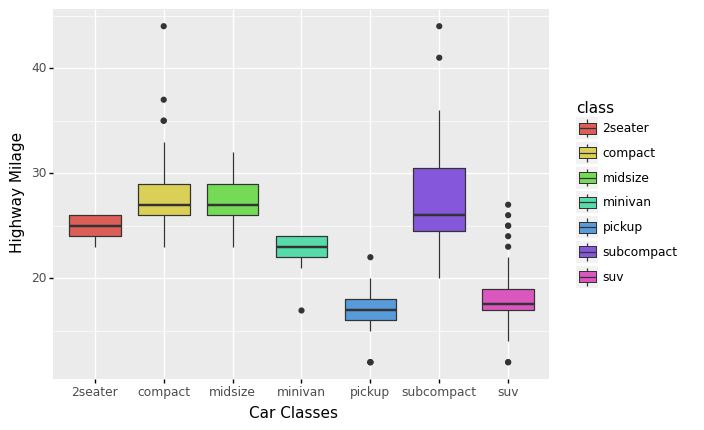 40
30
20
Highway Milage
2seater compact midsize minivan pickup subcompact suv
Car Classes
class
2seater
compact
midsize
minivan
pickup
subcompact
suv